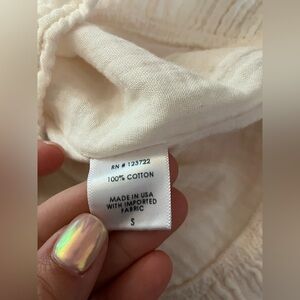 RN # 123722
100% COTTON
MADE IN USA
WITH IMPORTED
FABRIC
S